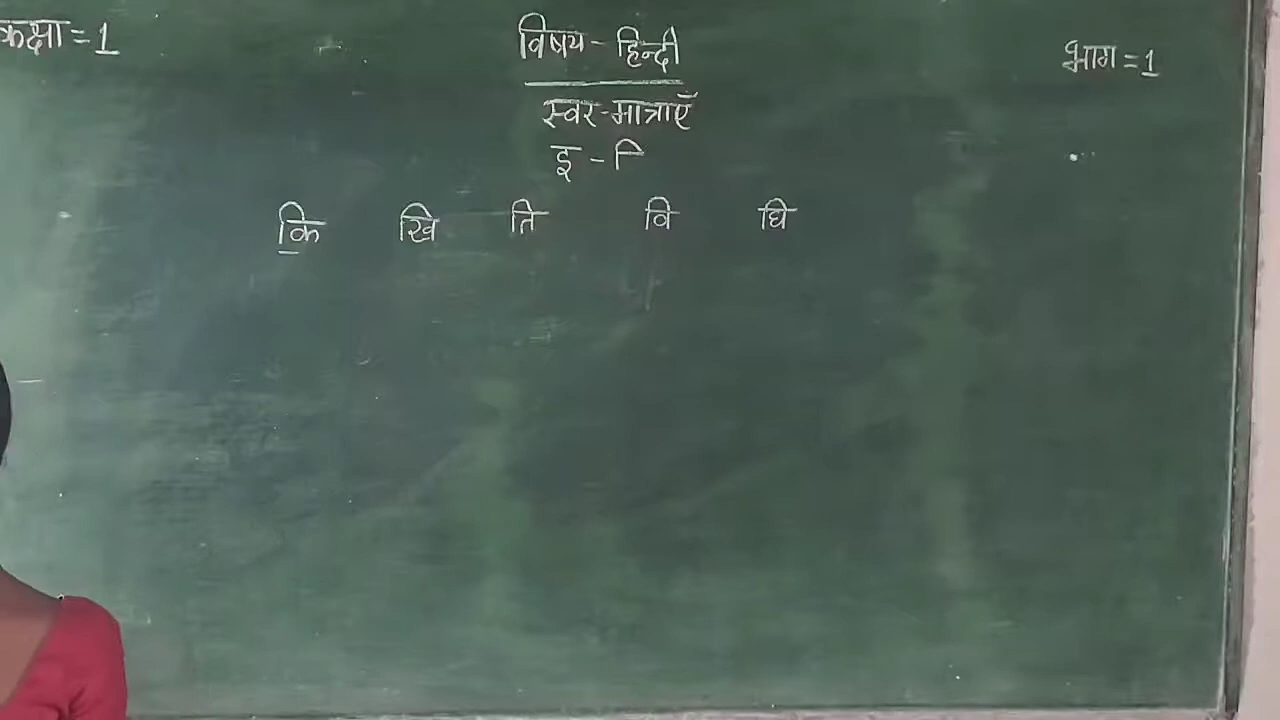 कक्षा = 1
विषय - हिन्दी
भाग = 1
स्वर - मात्राएँ
इ - ि
कि खि ति वि घि